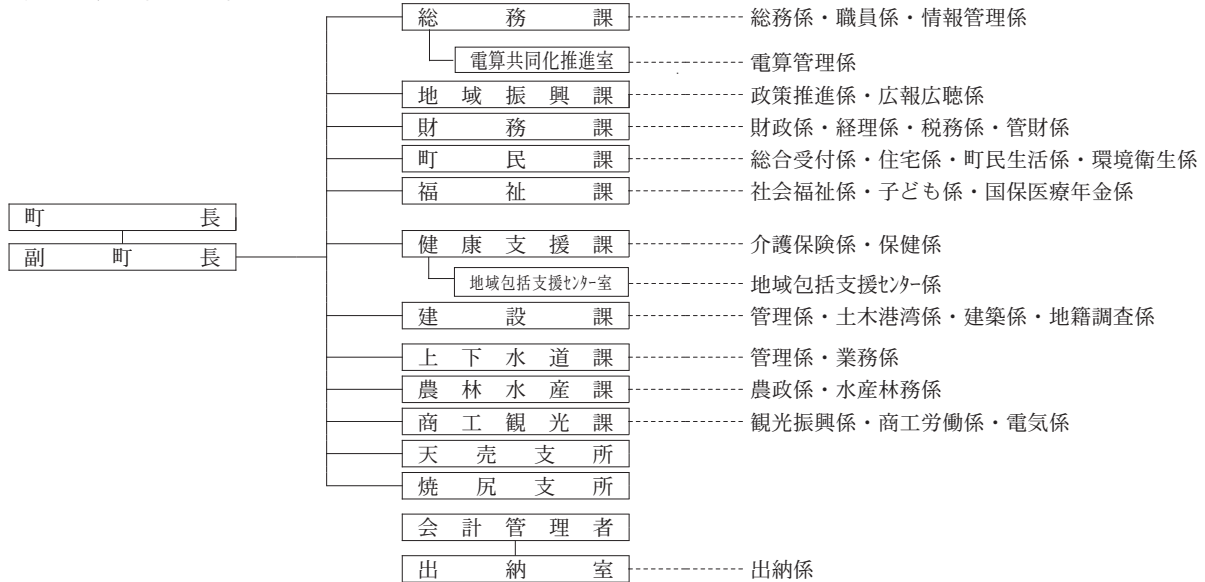 総務課 総務係・職員係・情報管理係
電算共同化推進室 電算管理係
地域振興課 政策推進係・広報広聴係
財務課 財政係・経理係・税務係・管財係
町民課 総合受付係・住宅係・町民生活係・環境衛生係
福祉課 社会福祉係・子ども係・国保医療年金係
町長
副町長
健康支援課 介護保険係・保健係
地域包括支援ｾﾝﾀｰ室 地域包括支援ｾﾝﾀｰ係
建設課 管理係・土木港湾係・建築係・地籍調査係
上下水道課 管理係・業務係
農林水産課 農政係・水産林務係
商工観光課 観光振興係・商工労働係・電気係
天売支所
焼尻支所
会計管理者
出納室 出納係